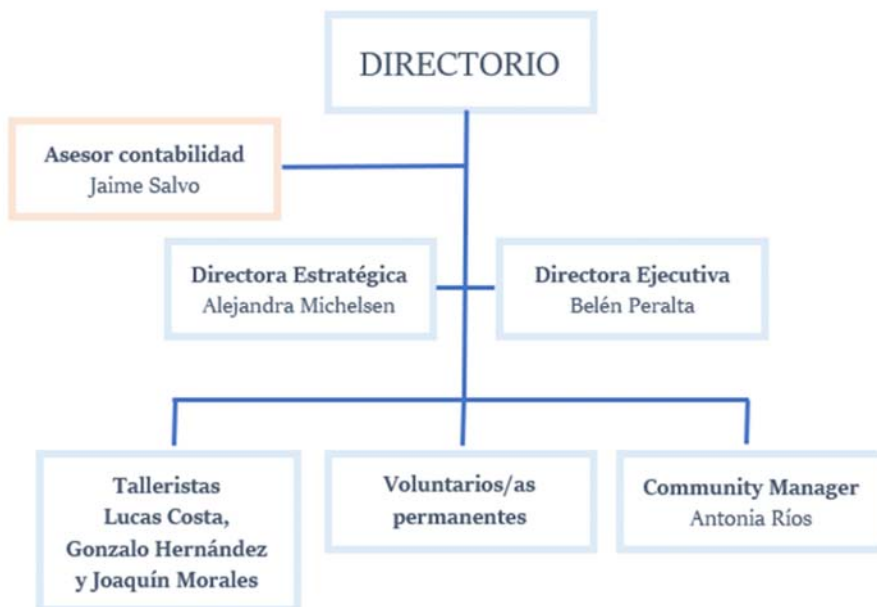 DIRECTORIO
Asesor contabilidad
Jaime Salvo
Directora Estratégica
Alejandra Michelsen
Directora Ejecutiva
Belén Peralta
Talleristas
Lucas Costa,
Gonzalo Hernández
y Joaquín Morales
Voluntarios/as
permanentes
Community Manager
Antonia Ríos